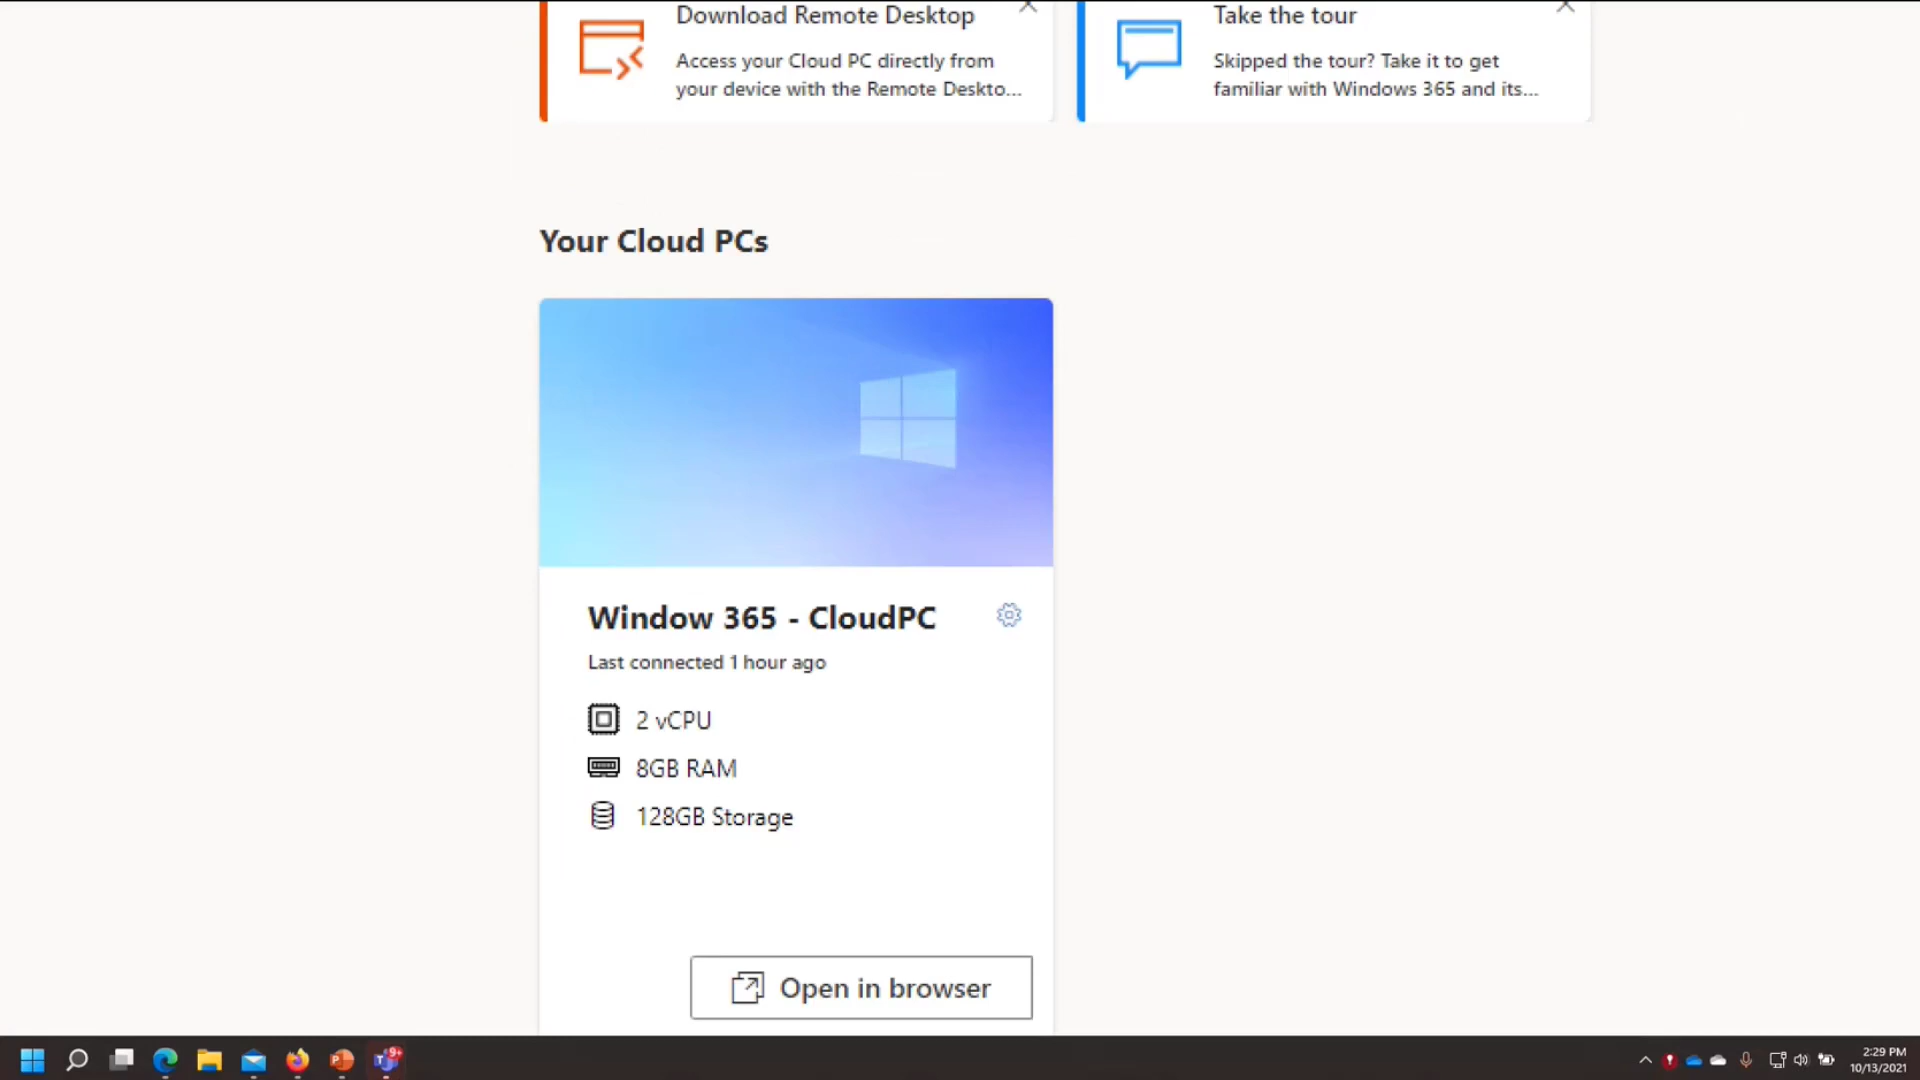 Download Remote Desktop
Access your Cloud PC directly from
your device with the Remote Deskto...
Take the tour
Skipped the tour? Take it to get
familiar with Windows 365 and its...
Your Cloud PCs
Window 365 - CloudPC
Last connected 1 hour ago
2 vCPU
8GB RAM
128GB Storage
Open in browser
9+
2:29 PM
10/13/2021